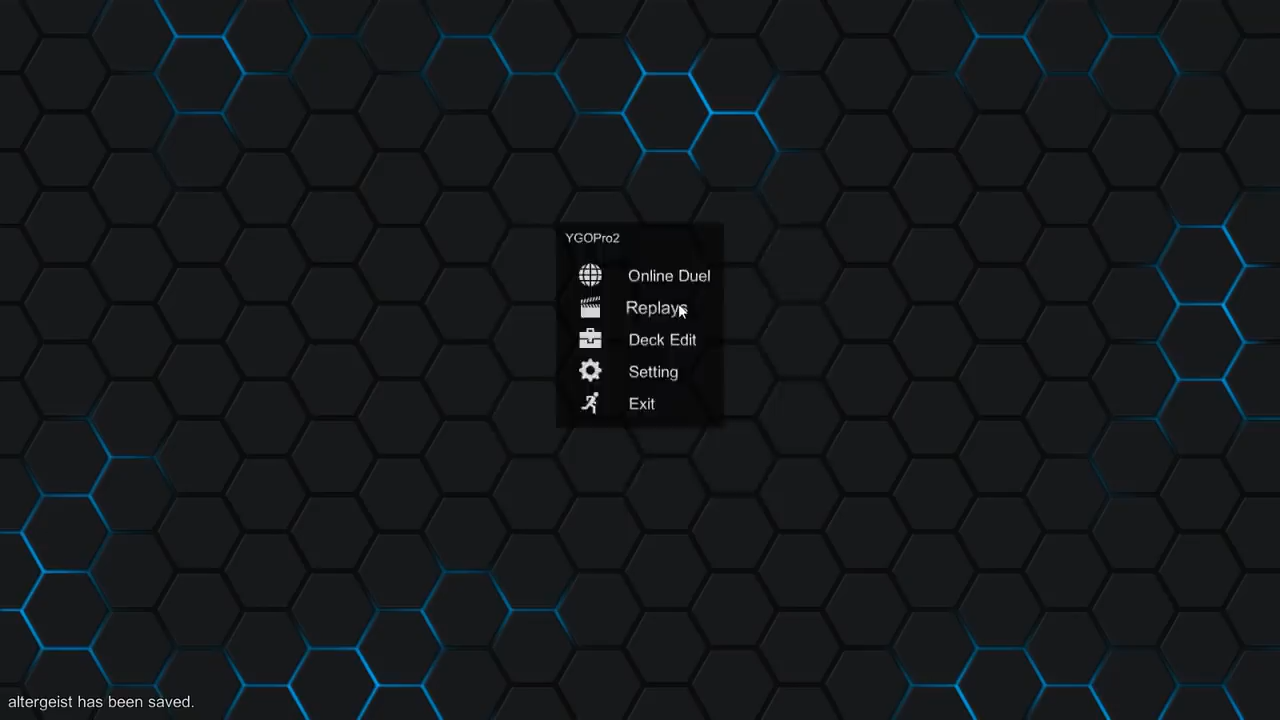 YGOPro2
Online Duel
Replays
Deck Edit
Setting
Exit
altergeist has been saved.